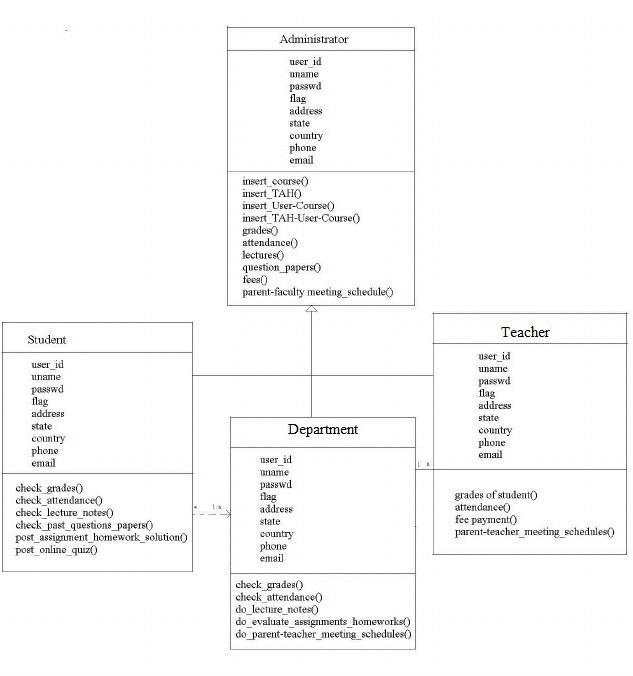 Administrator
user_id
uname
passwd
flag
address
state
country
phone
email
insert_course()
insert_TAH()
insert_User-Course()
insert_TAH-User-Course()
grades()
attendance()
lectures()
question_papers()
fees()
parent-faculty meeting_schedule()
Student
user_id
uname
passwd
flag
address
state
country
phone
email
check_grades()
check_attendance()
check_lecture_notes()
check_past_questions_papers()
post_assignment_homework_solution()
post_online_quiz()
Teacher
user_id
uname
passwd
flag
address
state
country
phone
email
grades of student()
attendance()
fee payment()
parent-teacher_meeting_schedules()
Department
user_id
uname
passwd
flag
address
state
country
phone
email
check_grades()
check_attendance()
do_lecture_notes()
do_evaluate_assignments_homeworks()
do_parent-teacher_meeting_schedules()